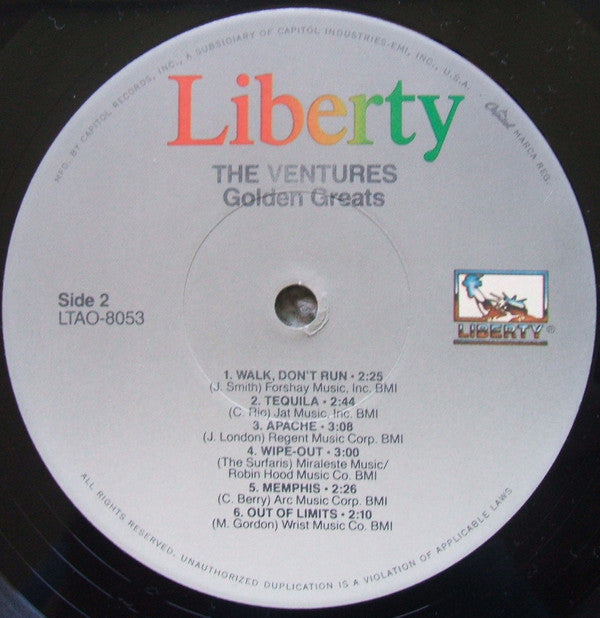 MFG. BY CAPITOL RECORDS, INC., A SUBSIDIARY OF CAPITOL INDUSTRIES-EMI, INC., U.S.A.
Capitol MARCA REG.
Liberty
THE VENTURES
Golden Greats
Side 2
LTAO-8053
LIBERTY®
1. WALK, DON'T RUN • 2:25
(J. Smith) Forshay Music, Inc. BMI
2. TEQUILA • 2:44
(C. Rio) Jat Music, Inc. BMI
3. APACHE • 3:08
(J. London) Regent Music Corp. BMI
4. WIPE-OUT • 3:00
(The Surfaris) Miraleste Music/
Robin Hood Music Co. BMI
5. MEMPHIS • 2:26
(C. Berry) Arc Music Corp. BMI
6. OUT OF LIMITS • 2:10
(M. Gordon) Wrist Music Co. BMI
ALL RIGHTS RESERVED. UNAUTHORIZED DUPLICATION IS A VIOLATION OF APPLICABLE LAWS